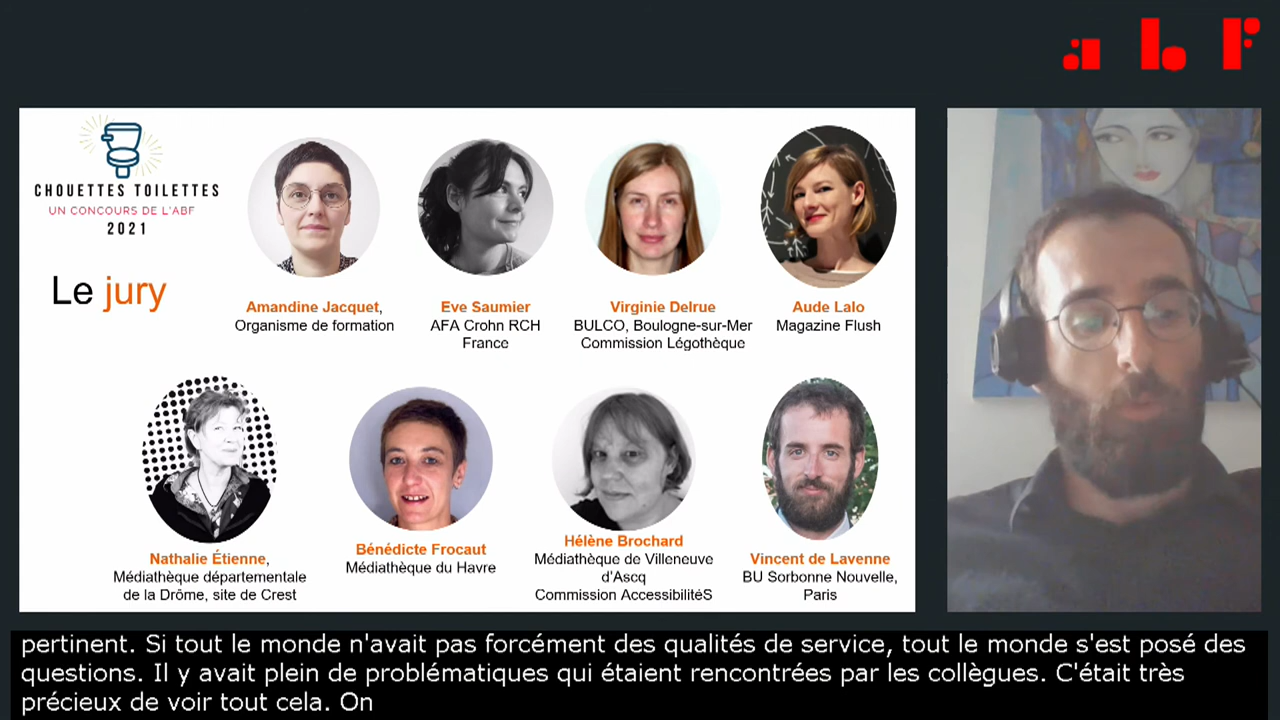 abf
CHOUETTES TOILETTES
UN CONCOURS DE L'ABF
2021
Le jury
Amandine Jacquet,
Organisme de formation
Eve Saumier
AFA Crohn RCH
France
Virginie Delrue
BULCO, Boulogne-sur-Mer
Commission Légothèque
Aude Lalo
Magazine Flush
Nathalie Étienne,
Médiathèque départementale
de la Drôme, site de Crest
Bénédicte Frocaut
Médiathèque du Havre
Hélène Brochard
Médiathèque de Villeneuve
d'Ascq
Commission AccessibilitéS
Vincent de Lavenne
BU Sorbonne Nouvelle,
Paris
pertinent. Si tout le monde n'avait pas forcément des qualités de service, tout le monde s'est posé des
questions. Il y avait plein de problématiques qui étaient rencontrées par les collègues. C'était très
précieux de voir tout cela. On